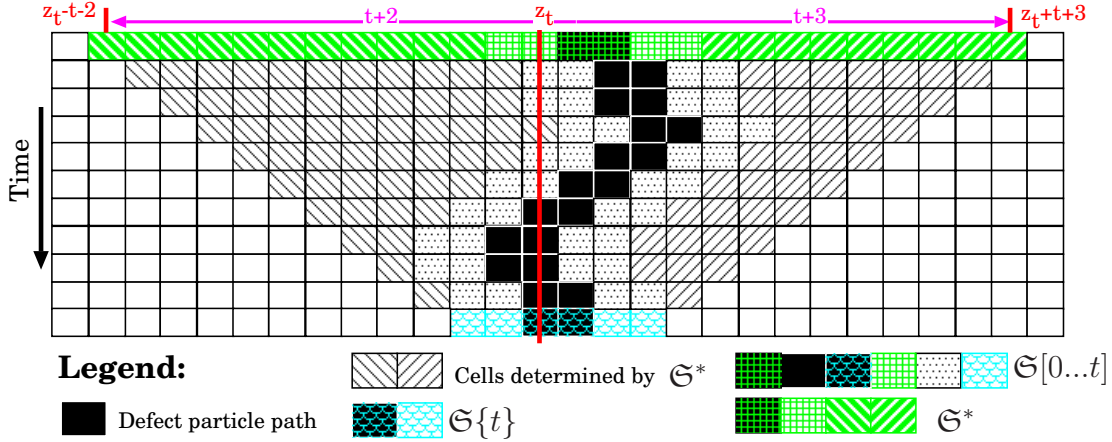 z_t-t-2 t+2 z_t t+3 z_t+t+3
Time
Legend:
Cells determined by 𝔖*
𝔖[0...t]
Defect particle path
𝔖{t}
𝔖*